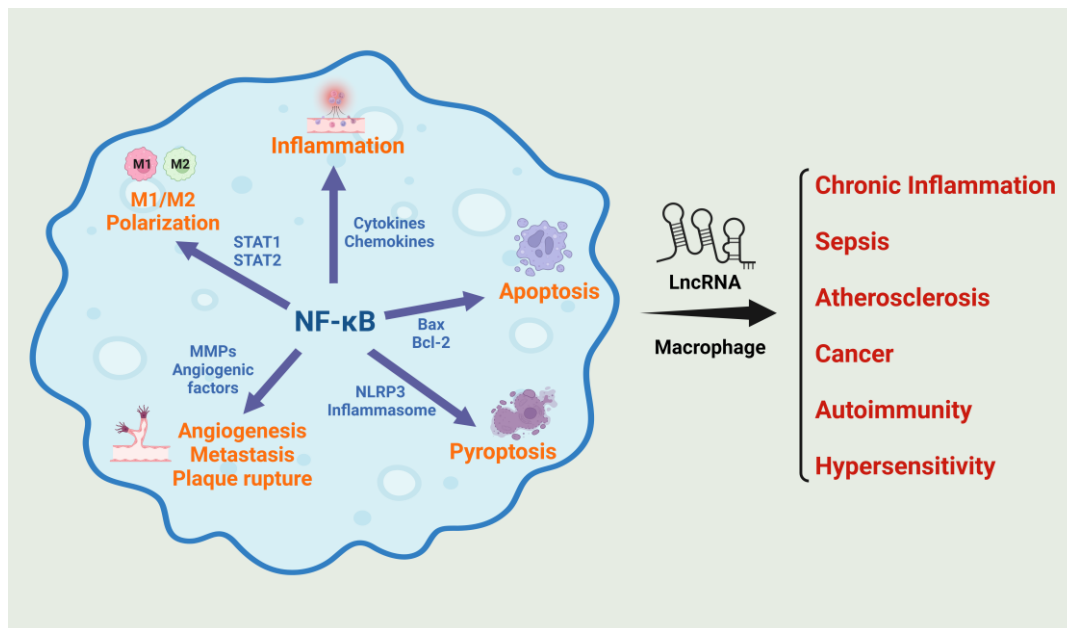 Inflammation
M1
M2
M1/M2
Polarization
STAT1
STAT2
Cytokines
Chemokines
Apoptosis
NF-κB
Bax
Bcl-2
MMPs
Angiogenic
factors
NLRP3
Inflammasome
Angiogenesis
Metastasis
Plaque rupture
Pyroptosis
LncRNA
Macrophage
Chronic Inflammation
Sepsis
Atherosclerosis
Cancer
Autoimmunity
Hypersensitivity